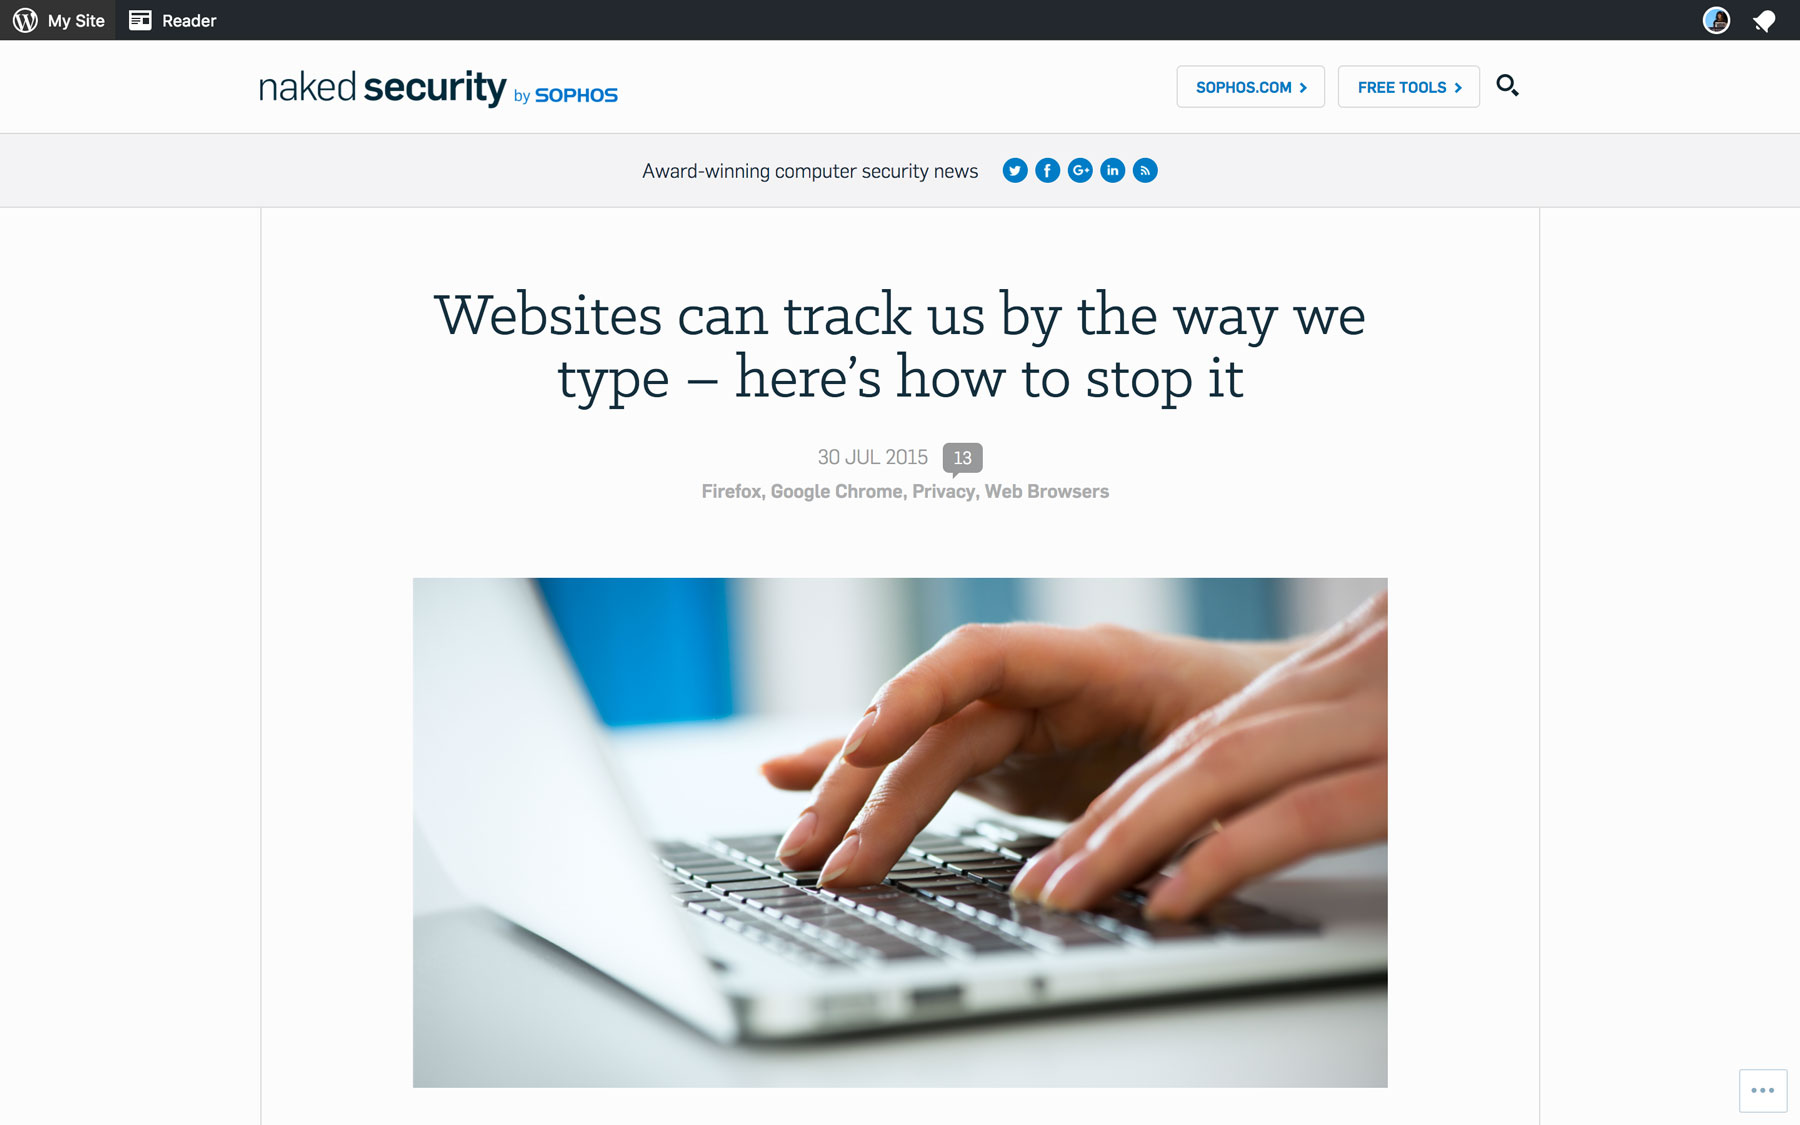 My Site Reader
naked security by SOPHOS
SOPHOS.COM FREE TOOLS
Award-winning computer security news
Websites can track us by the way we
type – here’s how to stop it
30 JUL 2015 13
Firefox, Google Chrome, Privacy, Web Browsers